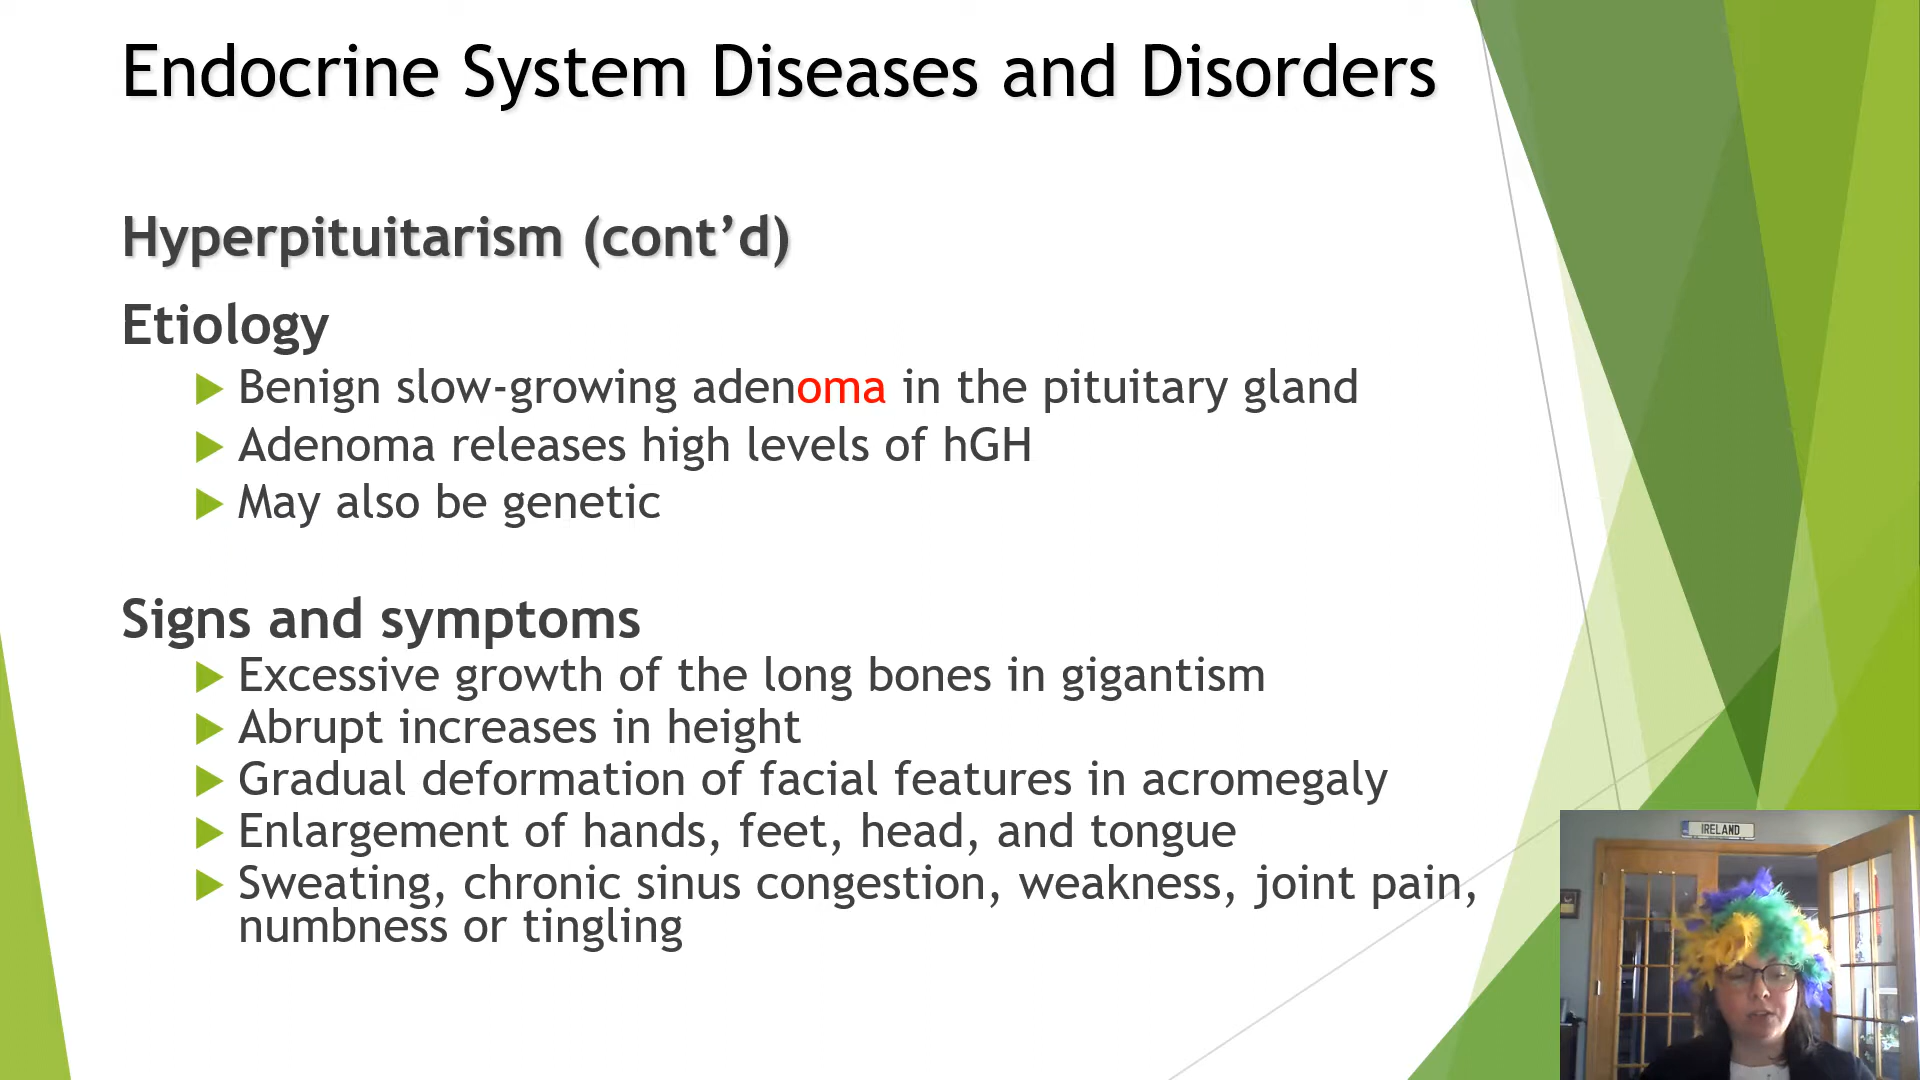 Endocrine System Diseases and Disorders
Hyperpituitarism (cont’d)
Etiology
Benign slow-growing adenoma in the pituitary gland
Adenoma releases high levels of hGH
May also be genetic
Signs and symptoms
Excessive growth of the long bones in gigantism
Abrupt increases in height
Gradual deformation of facial features in acromegaly
Enlargement of hands, feet, head, and tongue
Sweating, chronic sinus congestion, weakness, joint pain,
numbness or tingling
IRELAND